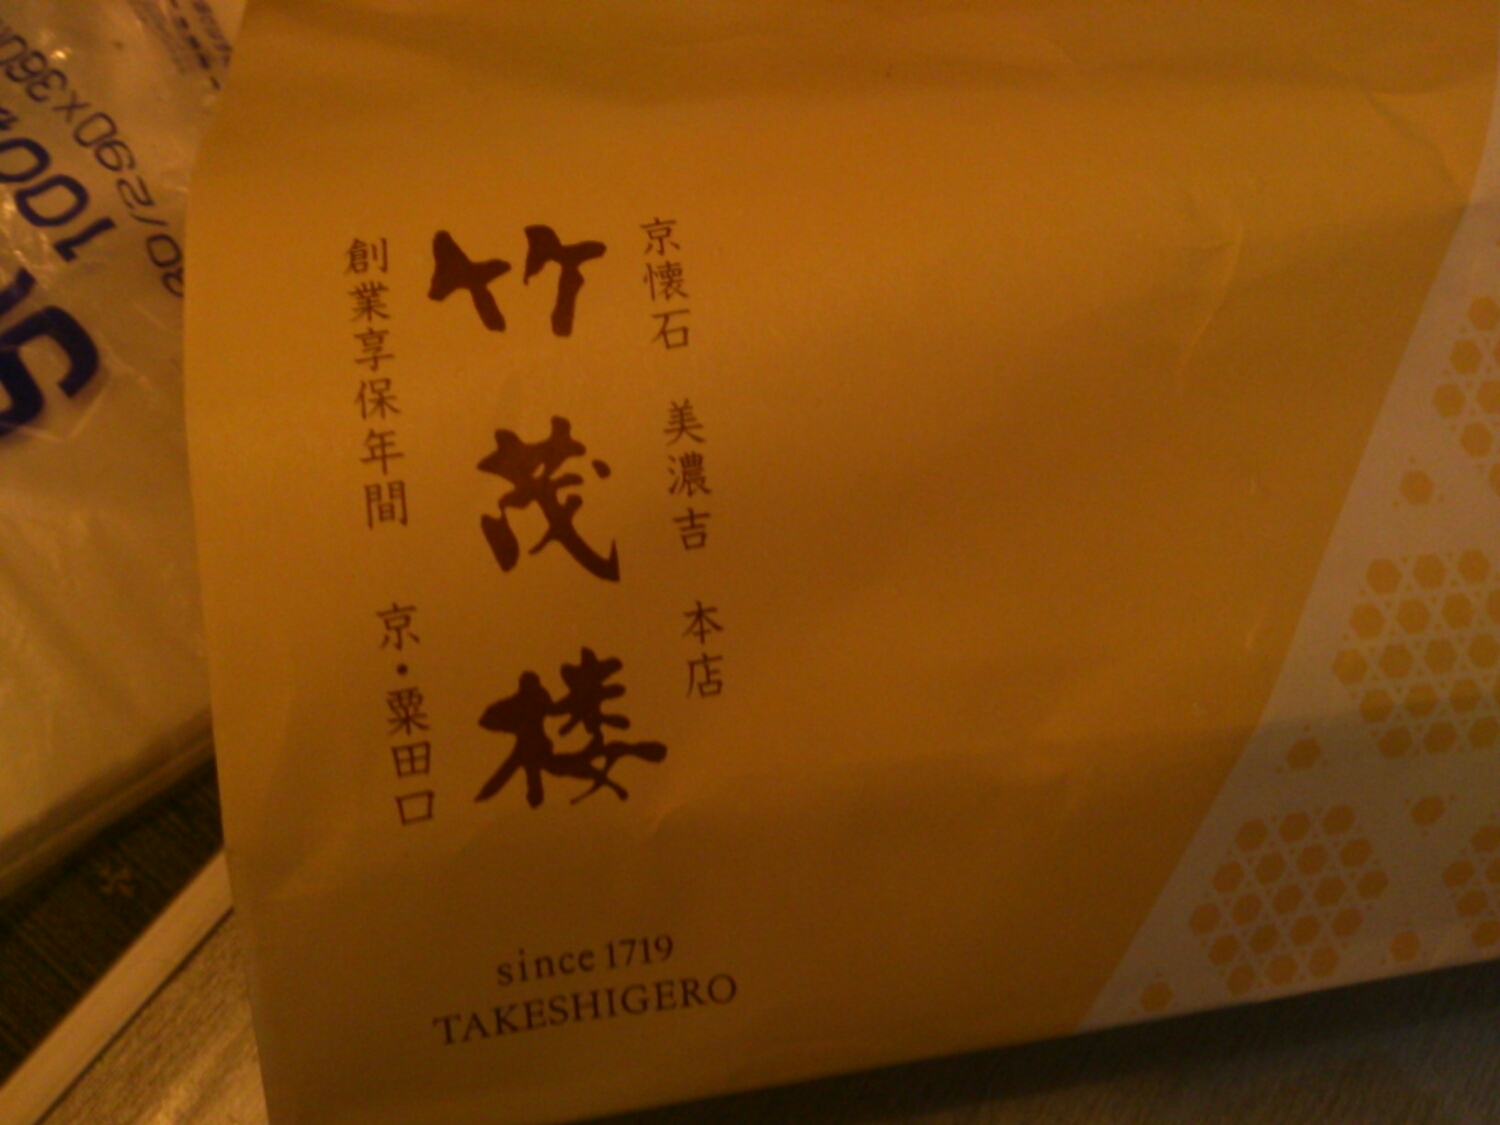 京懐石 美濃吉 本店
竹茂楼
創業享保年間 京・粟田口
since 1719
TAKESHIGERO